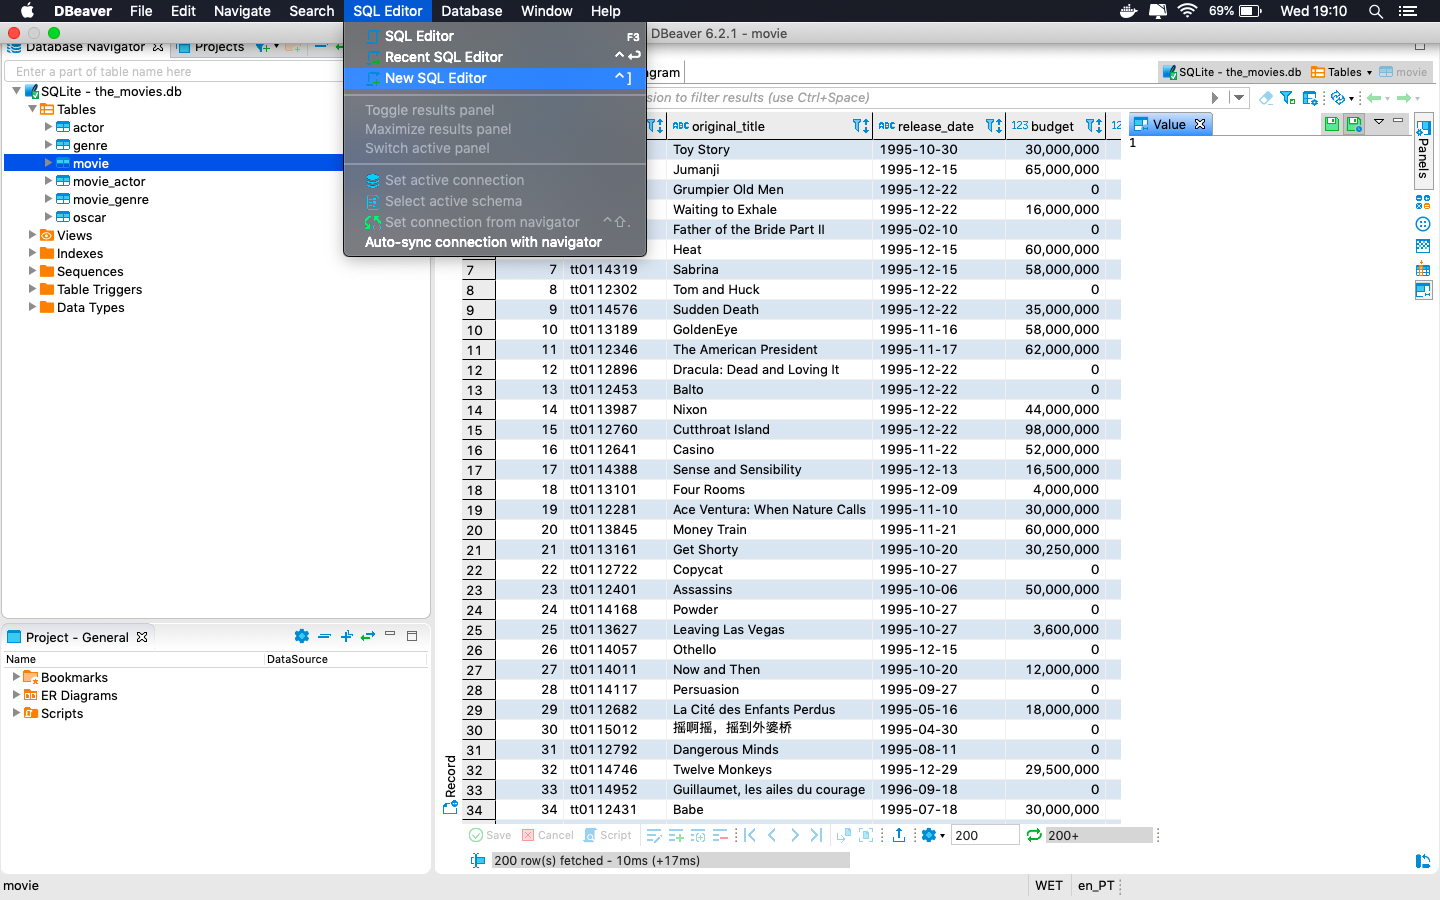 DBeaver File Edit Navigate Search SQL Editor Database Window Help 69% Wed 19:10
DBeaver 6.2.1 - movie
Database Navigator Projects
Enter a part of table name here
SQLite - the_movies.db
Tables
actor
genre
movie
movie_actor
movie_genre
oscar
Views
Indexes
Sequences
Table Triggers
Data Types
SQL Editor F3
Recent SQL Editor ^↩
New SQL Editor ^]
Toggle results panel
Maximize results panel
Switch active panel
Set active connection
Select active schema
Set connection from navigator ^⇧.
Auto-sync connection with navigator
gram
SQLite - the_movies.db Tables movie
sion to filter results (use Ctrl+Space)
ABC original_title ABC release_date 123 budget 12
Toy Story 1995-10-30 30,000,000
Jumanji 1995-12-15 65,000,000
Grumpier Old Men 1995-12-22 0
Waiting to Exhale 1995-12-22 16,000,000
Father of the Bride Part II 1995-02-10 0
Heat 1995-12-15 60,000,000
7 7 tt0114319 Sabrina 1995-12-15 58,000,000
8 8 tt0112302 Tom and Huck 1995-12-22 0
9 9 tt0114576 Sudden Death 1995-12-22 35,000,000
10 10 tt0113189 GoldenEye 1995-11-16 58,000,000
11 11 tt0112346 The American President 1995-11-17 62,000,000
12 12 tt0112896 Dracula: Dead and Loving It 1995-12-22 0
13 13 tt0112453 Balto 1995-12-22 0
14 14 tt0113987 Nixon 1995-12-22 44,000,000
15 15 tt0112760 Cutthroat Island 1995-12-22 98,000,000
16 16 tt0112641 Casino 1995-11-22 52,000,000
17 17 tt0114388 Sense and Sensibility 1995-12-13 16,500,000
18 18 tt0113101 Four Rooms 1995-12-09 4,000,000
19 19 tt0112281 Ace Ventura: When Nature Calls 1995-11-10 30,000,000
20 20 tt0113845 Money Train 1995-11-21 60,000,000
21 21 tt0113161 Get Shorty 1995-10-20 30,250,000
22 22 tt0112722 Copycat 1995-10-27 0
23 23 tt0112401 Assassins 1995-10-06 50,000,000
24 24 tt0114168 Powder 1995-10-27 0
25 25 tt0113627 Leaving Las Vegas 1995-10-27 3,600,000
26 26 tt0114057 Othello 1995-12-15 0
27 27 tt0114011 Now and Then 1995-10-20 12,000,000
28 28 tt0114117 Persuasion 1995-09-27 0
29 29 tt0112682 La Cité des Enfants Perdus 1995-05-16 18,000,000
30 30 tt0115012 摇啊摇，摇到外婆桥 1995-04-30 0
31 31 tt0112792 Dangerous Minds 1995-08-11 0
32 32 tt0114746 Twelve Monkeys 1995-12-29 29,500,000
33 33 tt0114952 Guillaumet, les ailes du courage 1996-09-18 0
34 34 tt0112431 Babe 1995-07-18 30,000,000
Record
Value
1
Panels
Save Cancel Script 200 200+
200 row(s) fetched - 10ms (+17ms)
Project - General
Name DataSource
Bookmarks
ER Diagrams
Scripts
movie WET en_PT